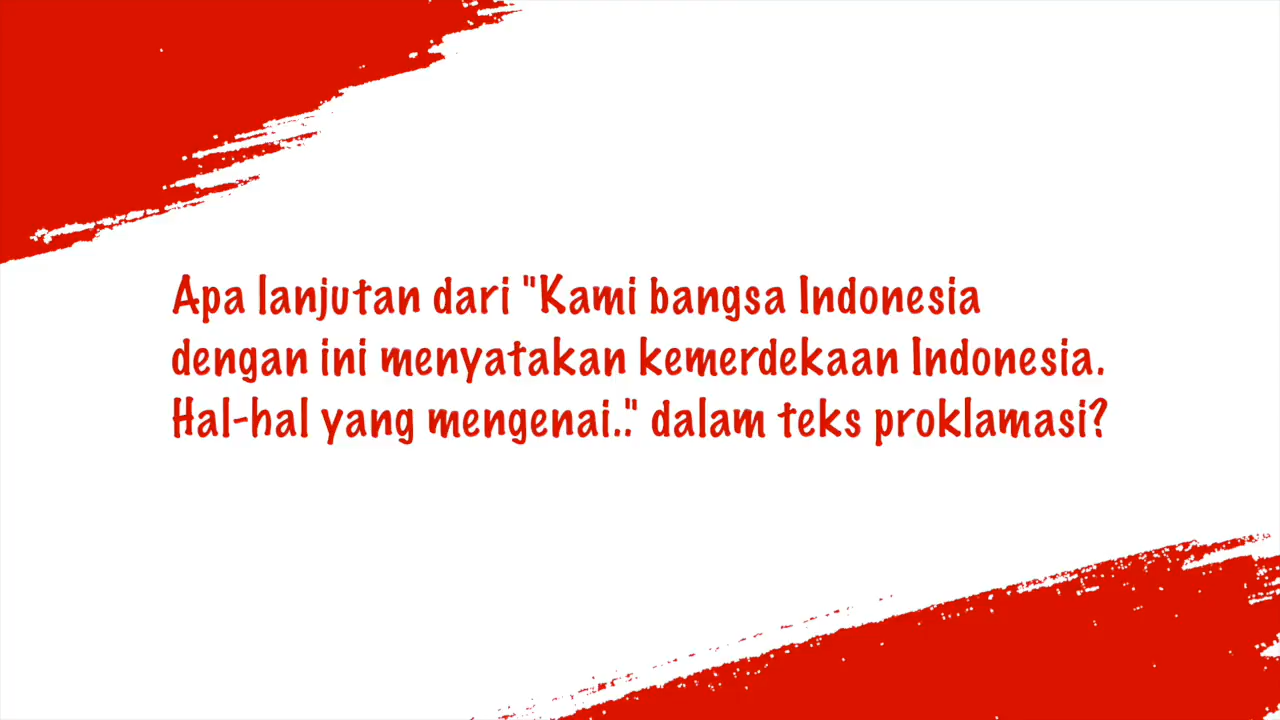 Apa lanjutan dari "Kami bangsa Indonesia
dengan ini menyatakan kemerdekaan Indonesia.
Hal-hal yang mengenai.." dalam teks proklamasi?